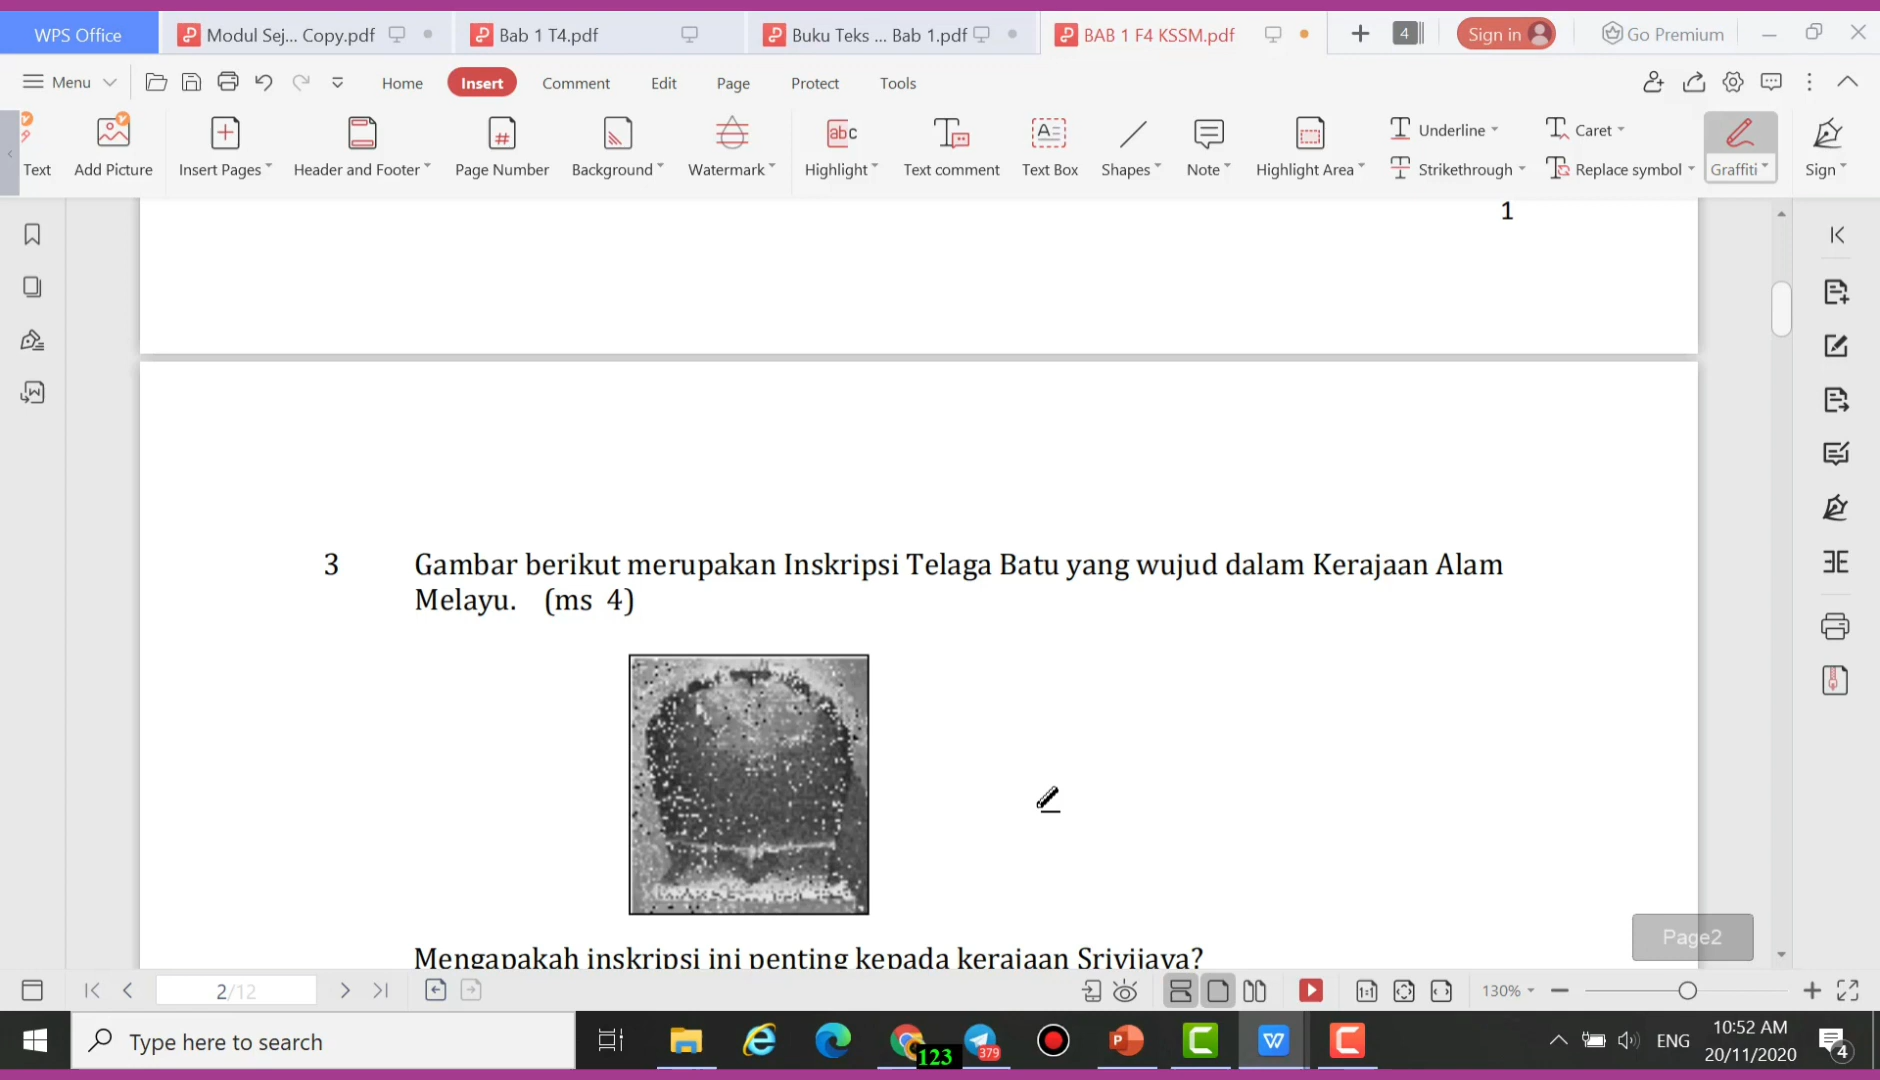 WPS Office
Modul Sej... Copy.pdf
Bab 1 T4.pdf
Buku Teks ... Bab 1.pdf
BAB 1 F4 KSSM.pdf
4
Sign in
Go Premium
Menu
Home
Insert
Comment
Edit
Page
Protect
Tools
Text
Add Picture
Insert Pages
Header and Footer
Page Number
Background
Watermark
Highlight
Text comment
Text Box
Shapes
Note
Highlight Area
Underline
Strikethrough
Caret
Replace symbol
Graffiti
Sign
1
3 Gambar berikut merupakan Inskripsi Telaga Batu yang wujud dalam Kerajaan Alam
Melayu. (ms 4)
Mengapakah inskripsi ini penting kepada kerajaan Srivijaya?
Page2
2/12
130%
Type here to search
123
379
ENG
10:52 AM
20/11/2020
4